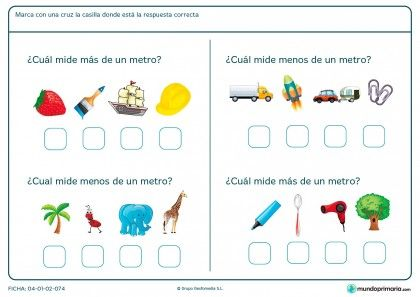 Marca con una cruz la casilla donde está la respuesta correcta
¿Cuál mide más de un metro?
¿Cuál mide menos de un metro?
¿Cual mide menos de un metro?
¿Cuál mide más de un metro?
FICHA: 04-01-02-074
© Grupo Gesfomedia S.L.
mundoprimaria.com